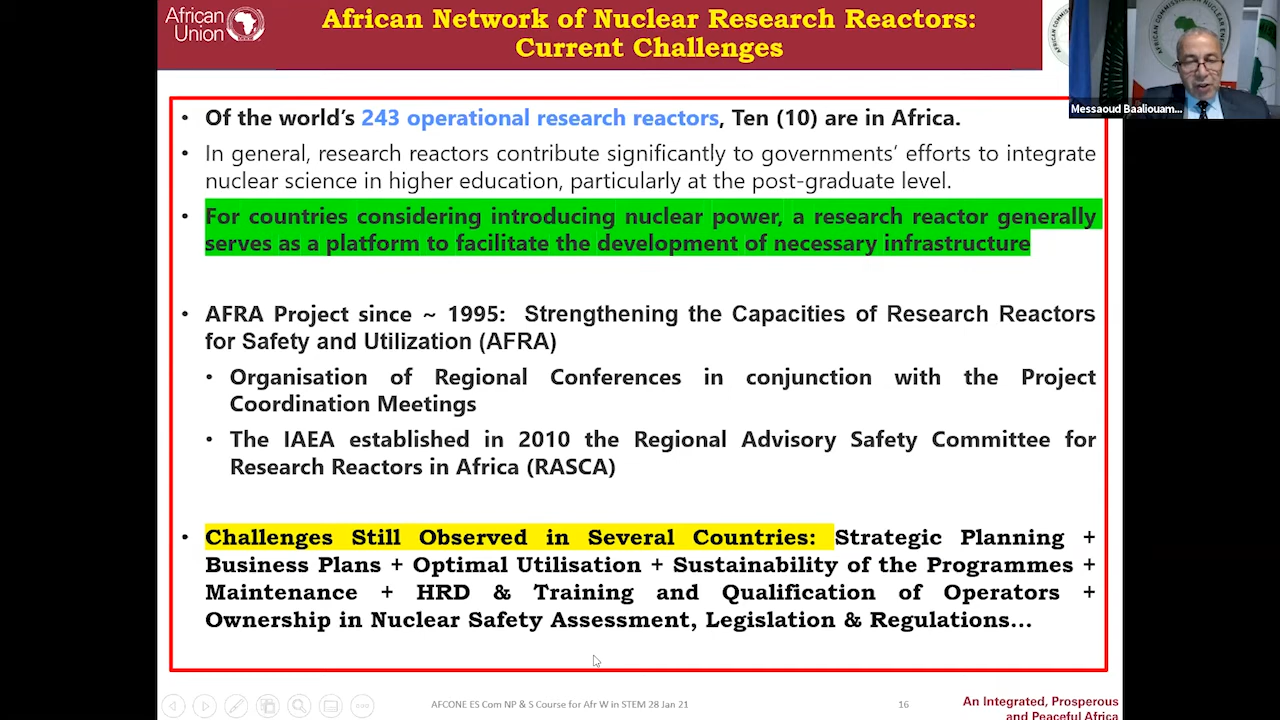 African Union
African Network of Nuclear Research Reactors:
Current Challenges
AFRICAN COMMISSION
AFRICAN COMMISSION NUCLEAR ENE
Messaoud Baaliouam...
• Of the world's 243 operational research reactors, Ten (10) are in Africa.
• In general, research reactors contribute significantly to governments' efforts to integrate
nuclear science in higher education, particularly at the post-graduate level.
• For countries considering introducing nuclear power, a research reactor generally
serves as a platform to facilitate the development of necessary infrastructure
• AFRA Project since ~ 1995: Strengthening the Capacities of Research Reactors
for Safety and Utilization (AFRA)
• Organisation of Regional Conferences in conjunction with the Project
Coordination Meetings
• The IAEA established in 2010 the Regional Advisory Safety Committee for
Research Reactors in Africa (RASCA)
• Challenges Still Observed in Several Countries: Strategic Planning +
Business Plans + Optimal Utilisation + Sustainability of the Programmes +
Maintenance + HRD & Training and Qualification of Operators +
Ownership in Nuclear Safety Assessment, Legislation & Regulations...
AFCONE ES Com NP & S Course for Afr W in STEM 28 Jan 21
16
An Integrated, Prosperous
and Peaceful Africa